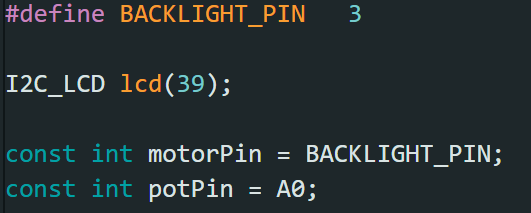 #define BACKLIGHT_PIN   3
I2C_LCD lcd(39);
const int motorPin = BACKLIGHT_PIN;
const int potPin = A0;